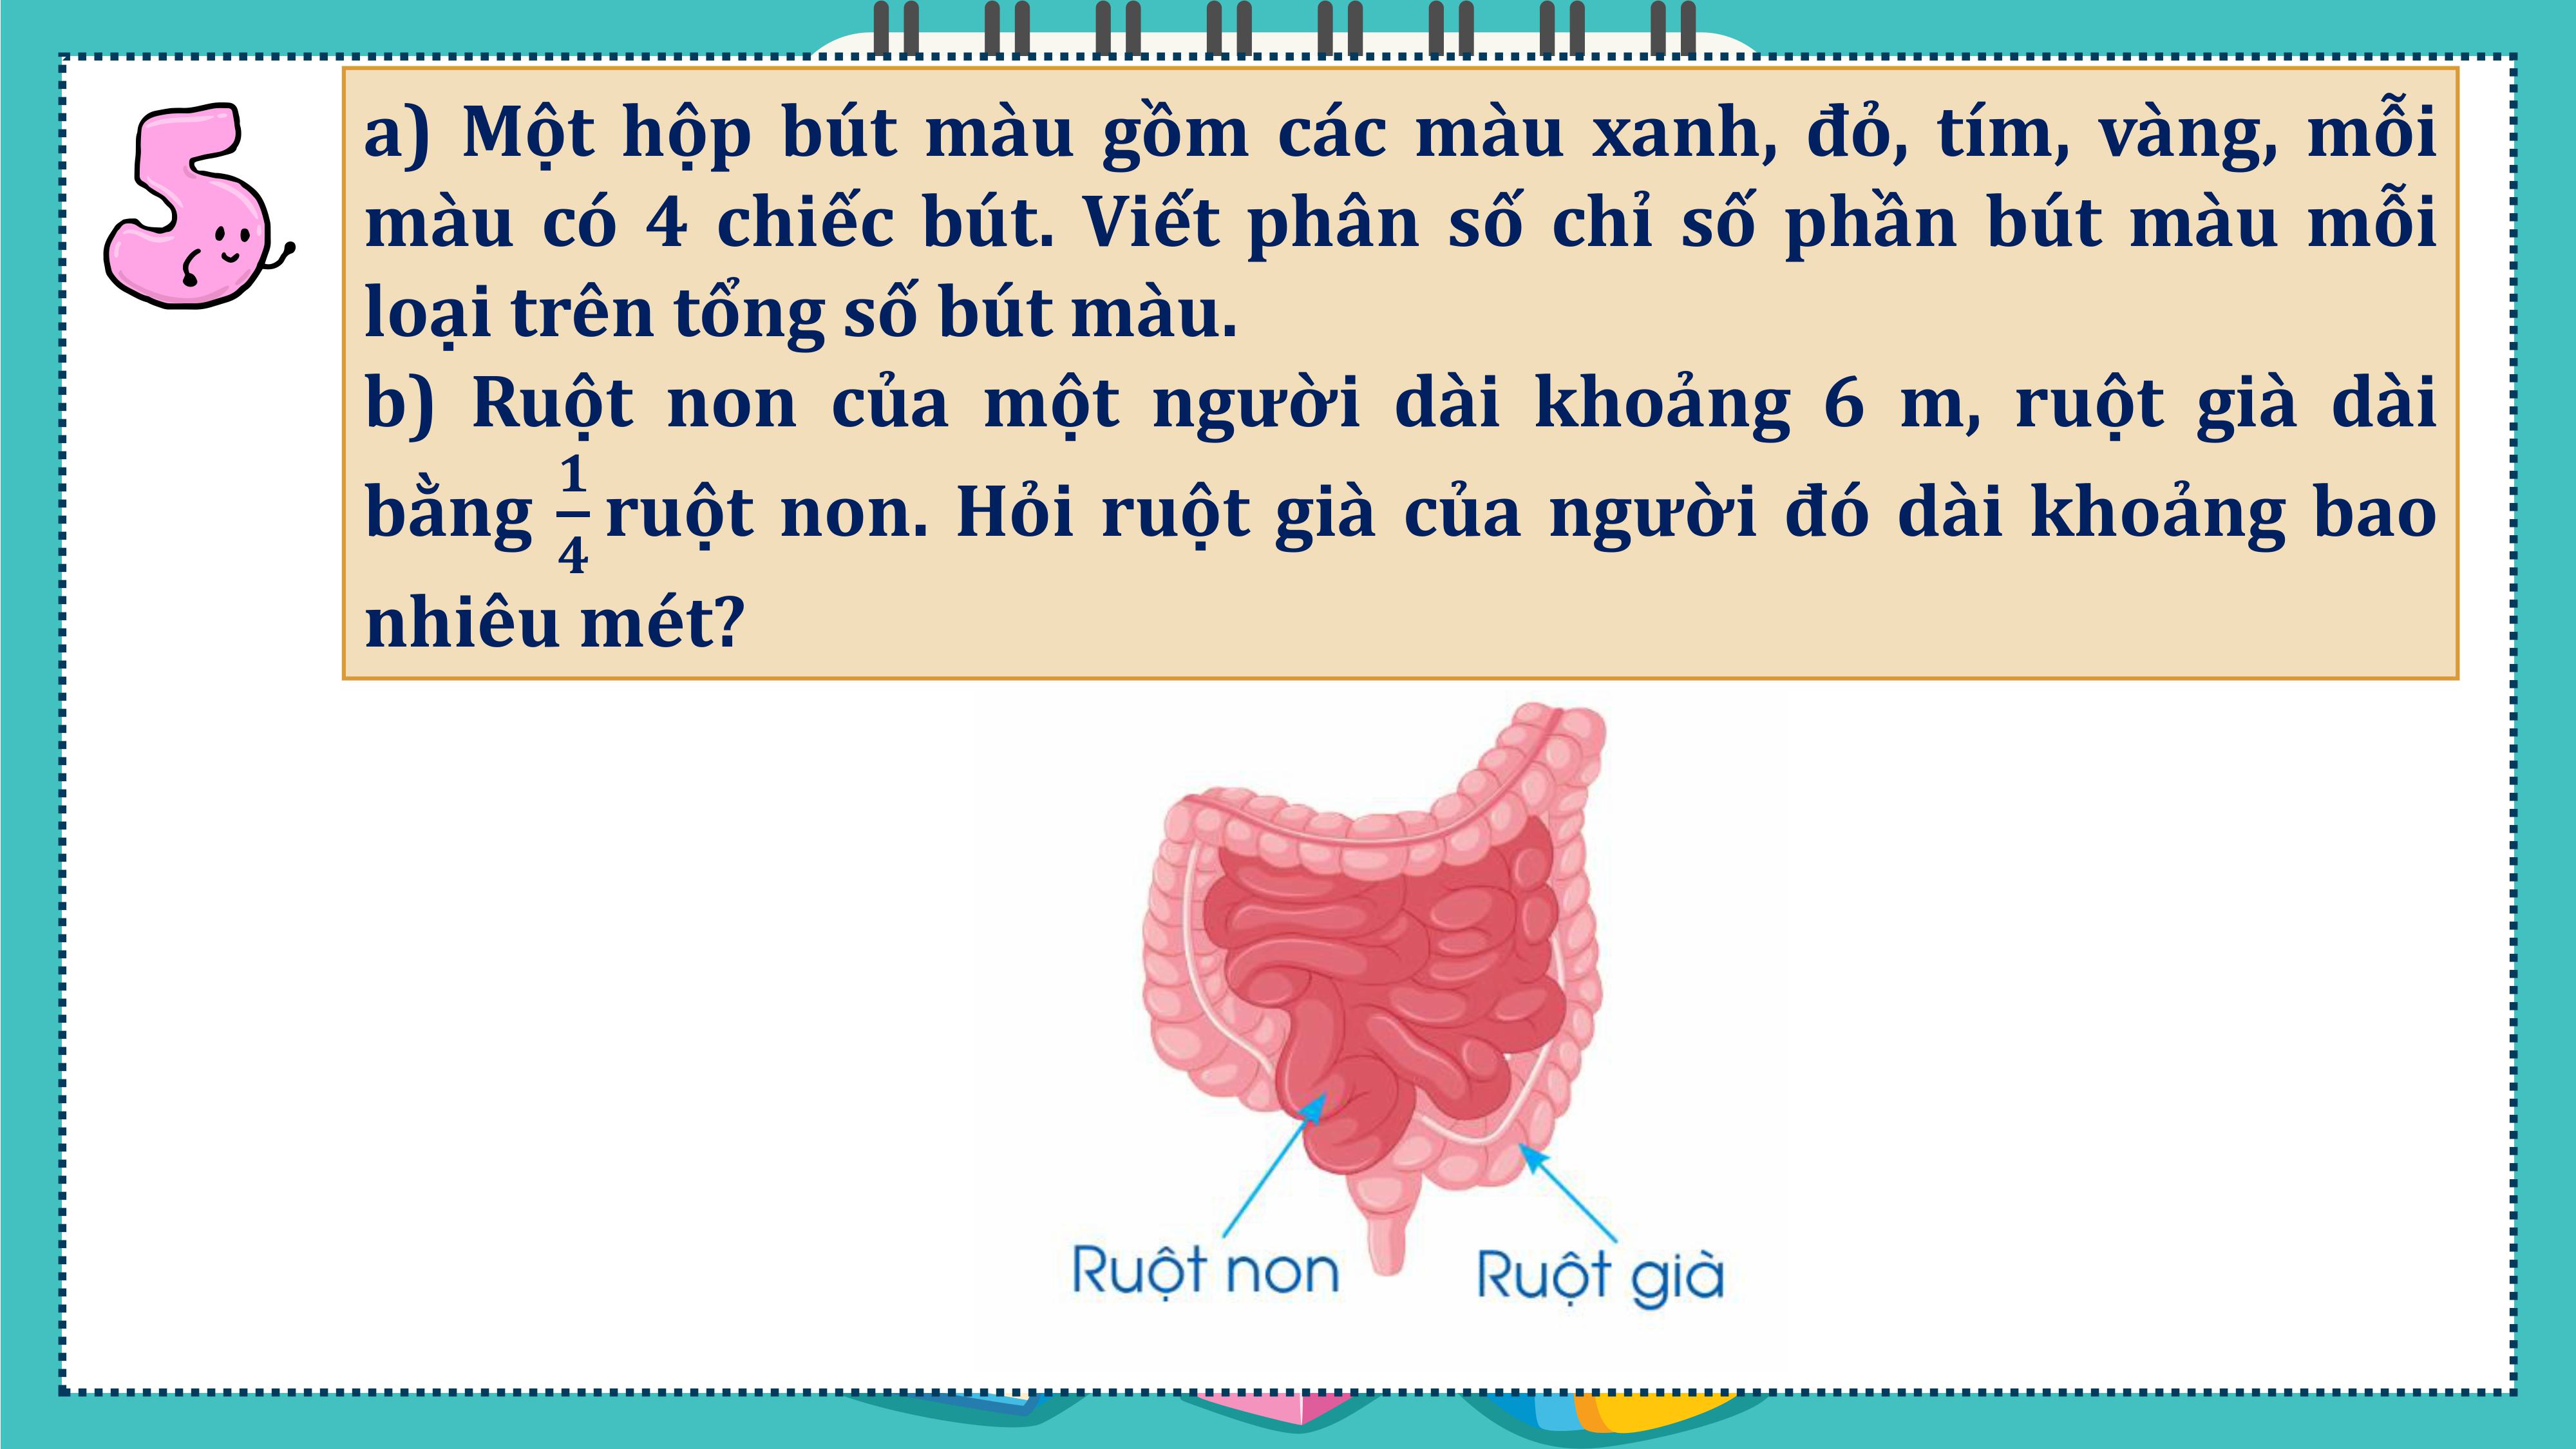 5
a) Một hộp bút màu gồm các màu xanh, đỏ, tím, vàng, mỗi
màu có 4 chiếc bút. Viết phân số chỉ số phần bút màu mỗi
loại trên tổng số bút màu.
b) Ruột non của một người dài khoảng 6 m, ruột già dài
bằng 1/4 ruột non. Hỏi ruột già của người đó dài khoảng bao
nhiêu mét?
Ruột non
Ruột già